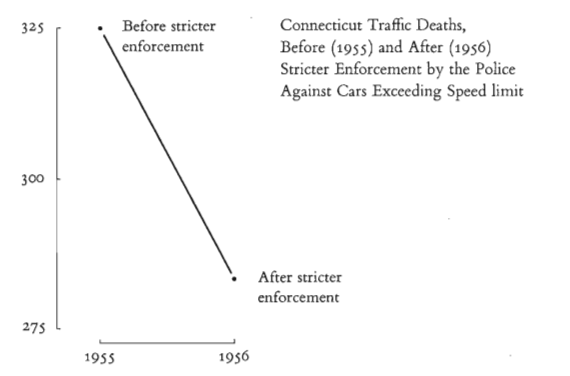 Connecticut Traffic Deaths,
Before (1955) and After (1956)
Stricter Enforcement by the Police
Against Cars Exceeding Speed limit
325
Before stricter
enforcement
300
After stricter
enforcement
275
1955
1956